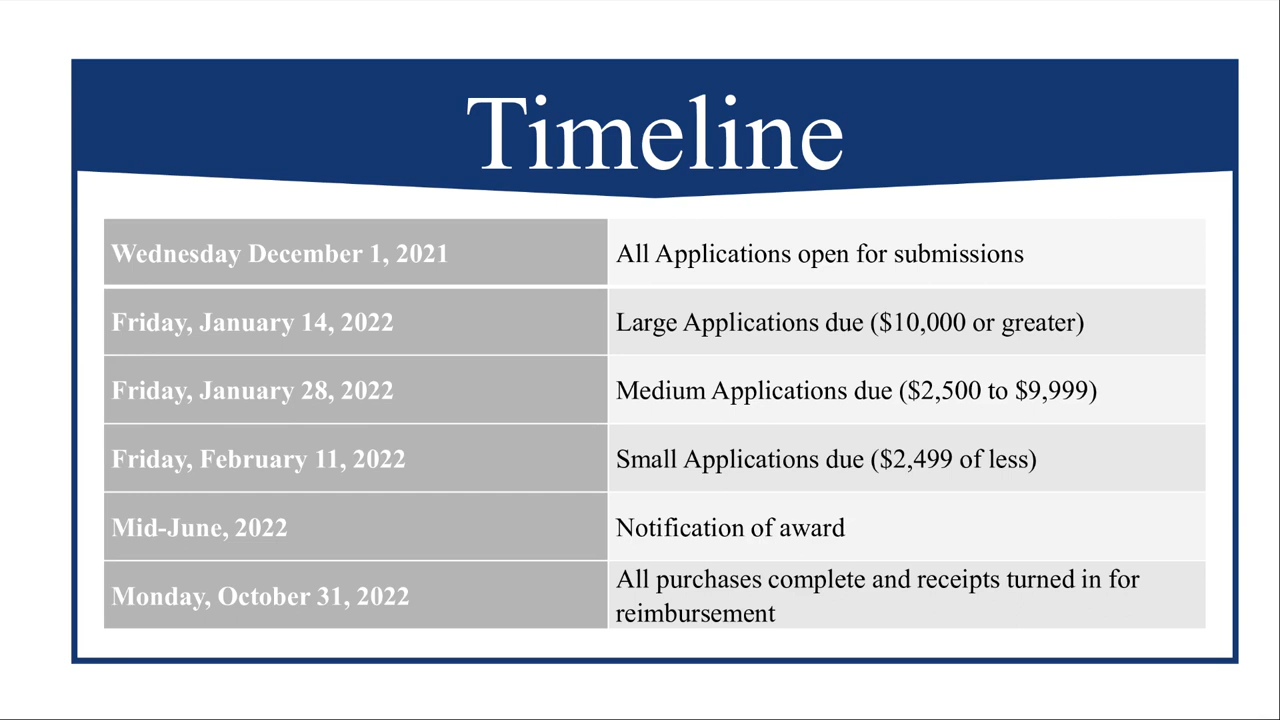 Timeline
Wednesday December 1, 2021
All Applications open for submissions
Friday, January 14, 2022
Large Applications due ($10,000 or greater)
Friday, January 28, 2022
Medium Applications due ($2,500 to $9,999)
Friday, February 11, 2022
Small Applications due ($2,499 of less)
Mid-June, 2022
Notification of award
Monday, October 31, 2022
All purchases complete and receipts turned in for
reimbursement